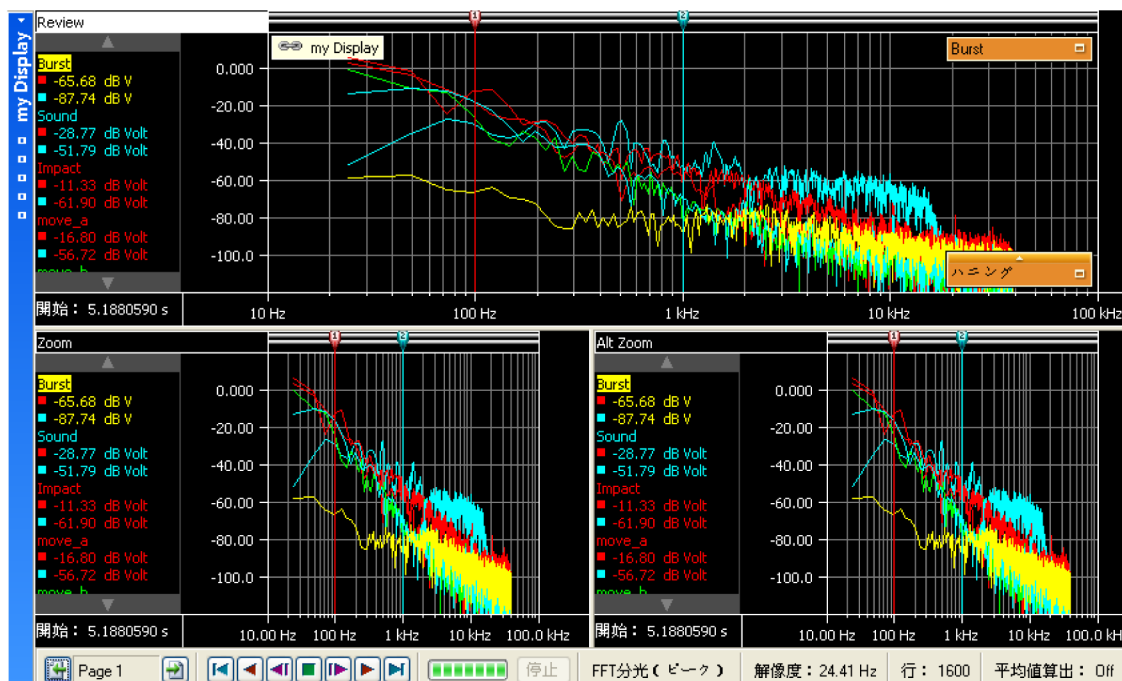 my Display
Review
1
2
my Display
Burst
Burst
-65.68 dB V
-87.74 dB V
Sound
-28.77 dB Volt
-51.79 dB Volt
Impact
-11.33 dB Volt
-61.90 dB Volt
move_a
-16.80 dB Volt
-56.72 dB Volt
move_b
0.000
-20.00
-40.00
-60.00
-80.00
-100.0
ハニング
開始: 5.1880590 s
10 Hz
100 Hz
1 kHz
10 kHz
100 kHz
Zoom
1
2
Burst
-65.68 dB V
-87.74 dB V
Sound
-28.77 dB Volt
-51.79 dB Volt
Impact
-11.33 dB Volt
-61.90 dB Volt
move_a
-16.80 dB Volt
-56.72 dB Volt
move_b
0.000
-20.00
-40.00
-60.00
-80.00
-100.0
開始: 5.1880590 s
10.00 Hz
100 Hz
1 kHz
10 kHz
100.0 kHz
Alt Zoom
1
2
Burst
-65.68 dB V
-87.74 dB V
Sound
-28.77 dB Volt
-51.79 dB Volt
Impact
-11.33 dB Volt
-61.90 dB Volt
move_a
-16.80 dB Volt
-56.72 dB Volt
move_b
0.000
-20.00
-40.00
-60.00
-80.00
-100.0
開始: 5.1880590 s
10.00 Hz
100 Hz
1 kHz
10 kHz
100.0 kHz
Page 1
停止
FFT分光(ピーク)
解像度: 24.41 Hz
行: 1600
平均値算出: Off